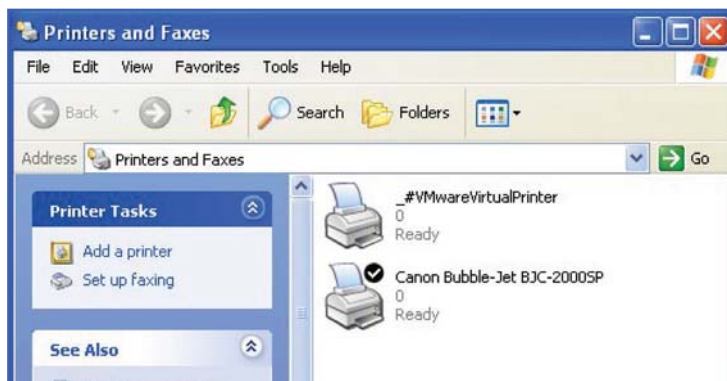 Printers and Faxes
File Edit View Favorites Tools Help
Back Search Folders
Address Printers and Faxes Go
Printer Tasks
Add a printer
Set up faxing
See Also
_#VMwareVirtualPrinter
0
Ready
Canon Bubble-Jet BJC-2000SP
0
Ready